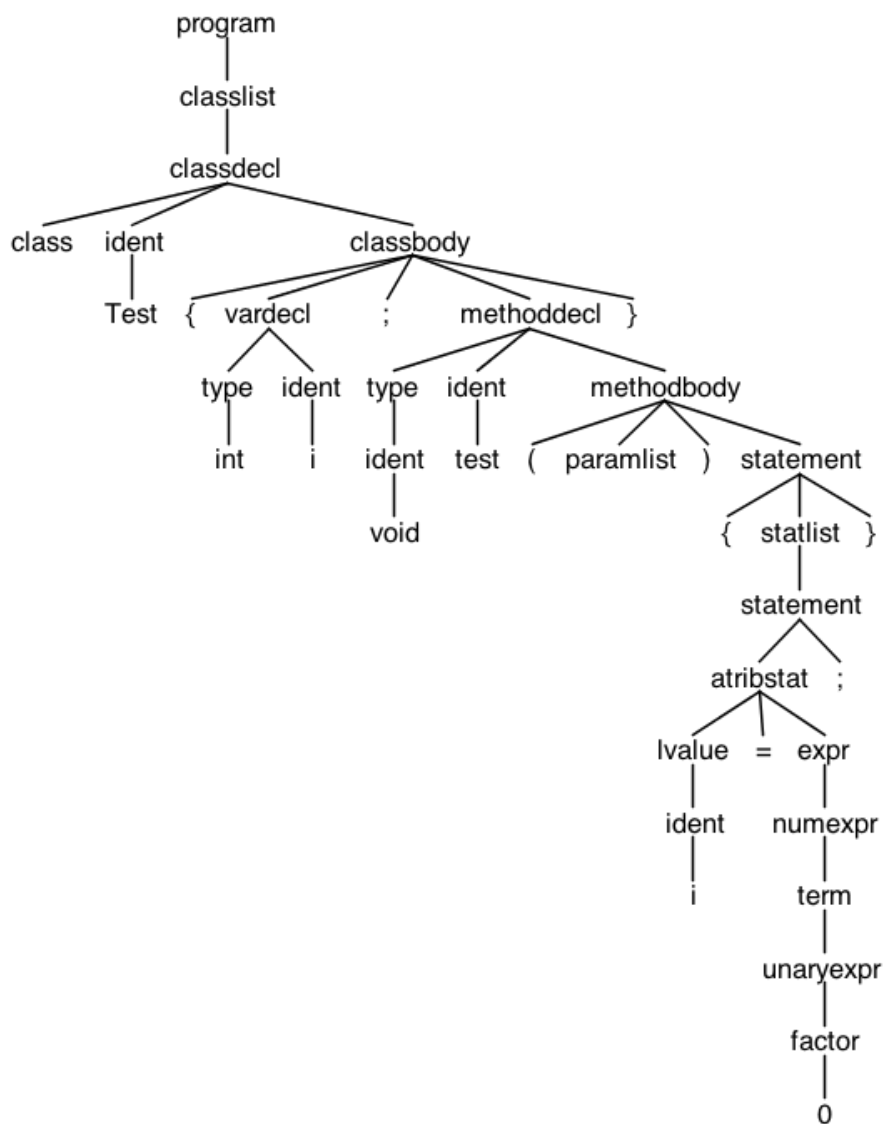 program
classlist
classdecl
class ident classbody
Test { vardecl ; methoddecl }
type ident type ident methodbody
int i ident test ( paramlist ) statement
void { statlist }
statement
atribstat ;
lvalue = expr
ident numexpr
i term
unaryexpr
factor
0